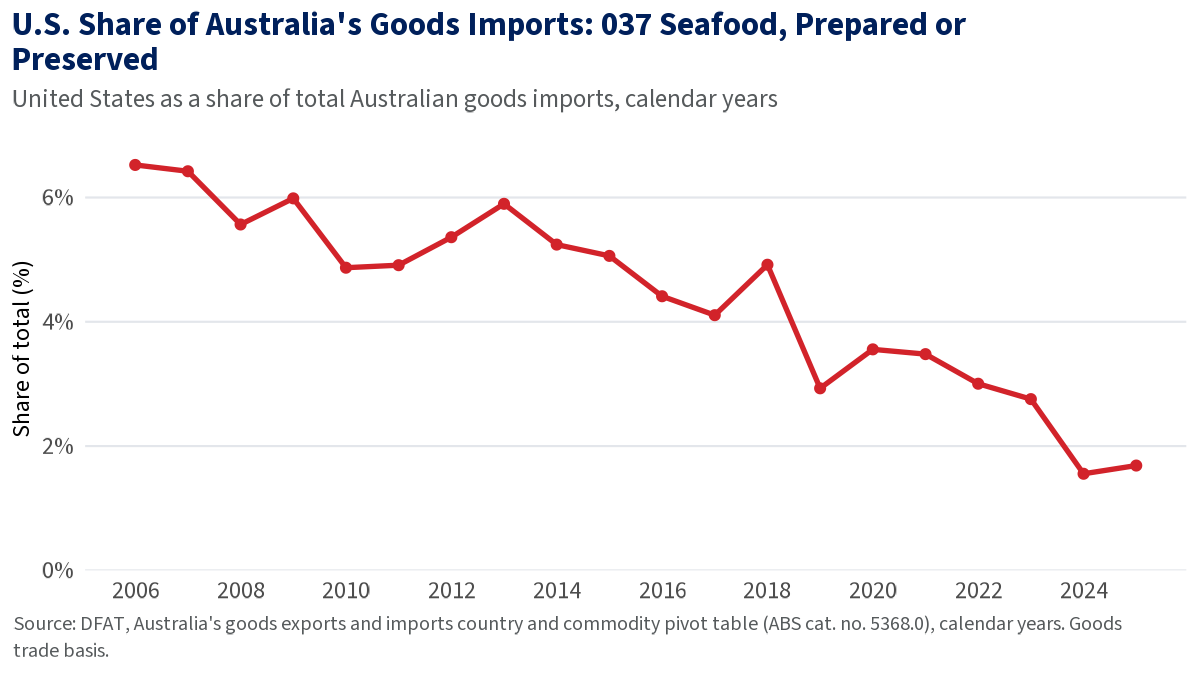 U.S. Share of Australia's Goods Imports: 037 Seafood, Prepared or
Preserved
United States as a share of total Australian goods imports, calendar years
Share of total (%)
6%
4%
2%
0%
2006 2008 2010 2012 2014 2016 2018 2020 2022 2024
Source: DFAT, Australia's goods exports and imports country and commodity pivot table (ABS cat. no. 5368.0), calendar years. Goods
trade basis.